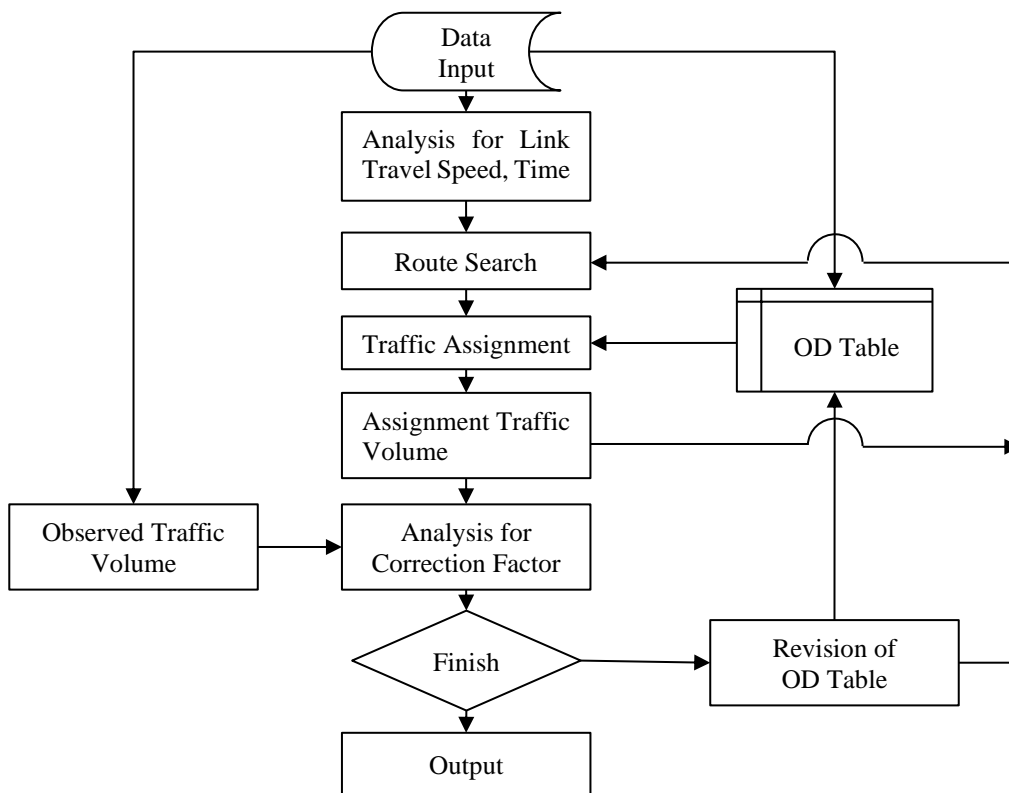 Data
Input
Analysis for Link
Travel Speed, Time
Route Search
Traffic Assignment
OD Table
Assignment Traffic
Volume
Observed Traffic
Volume
Analysis for
Correction Factor
Finish
Revision of
OD Table
Output